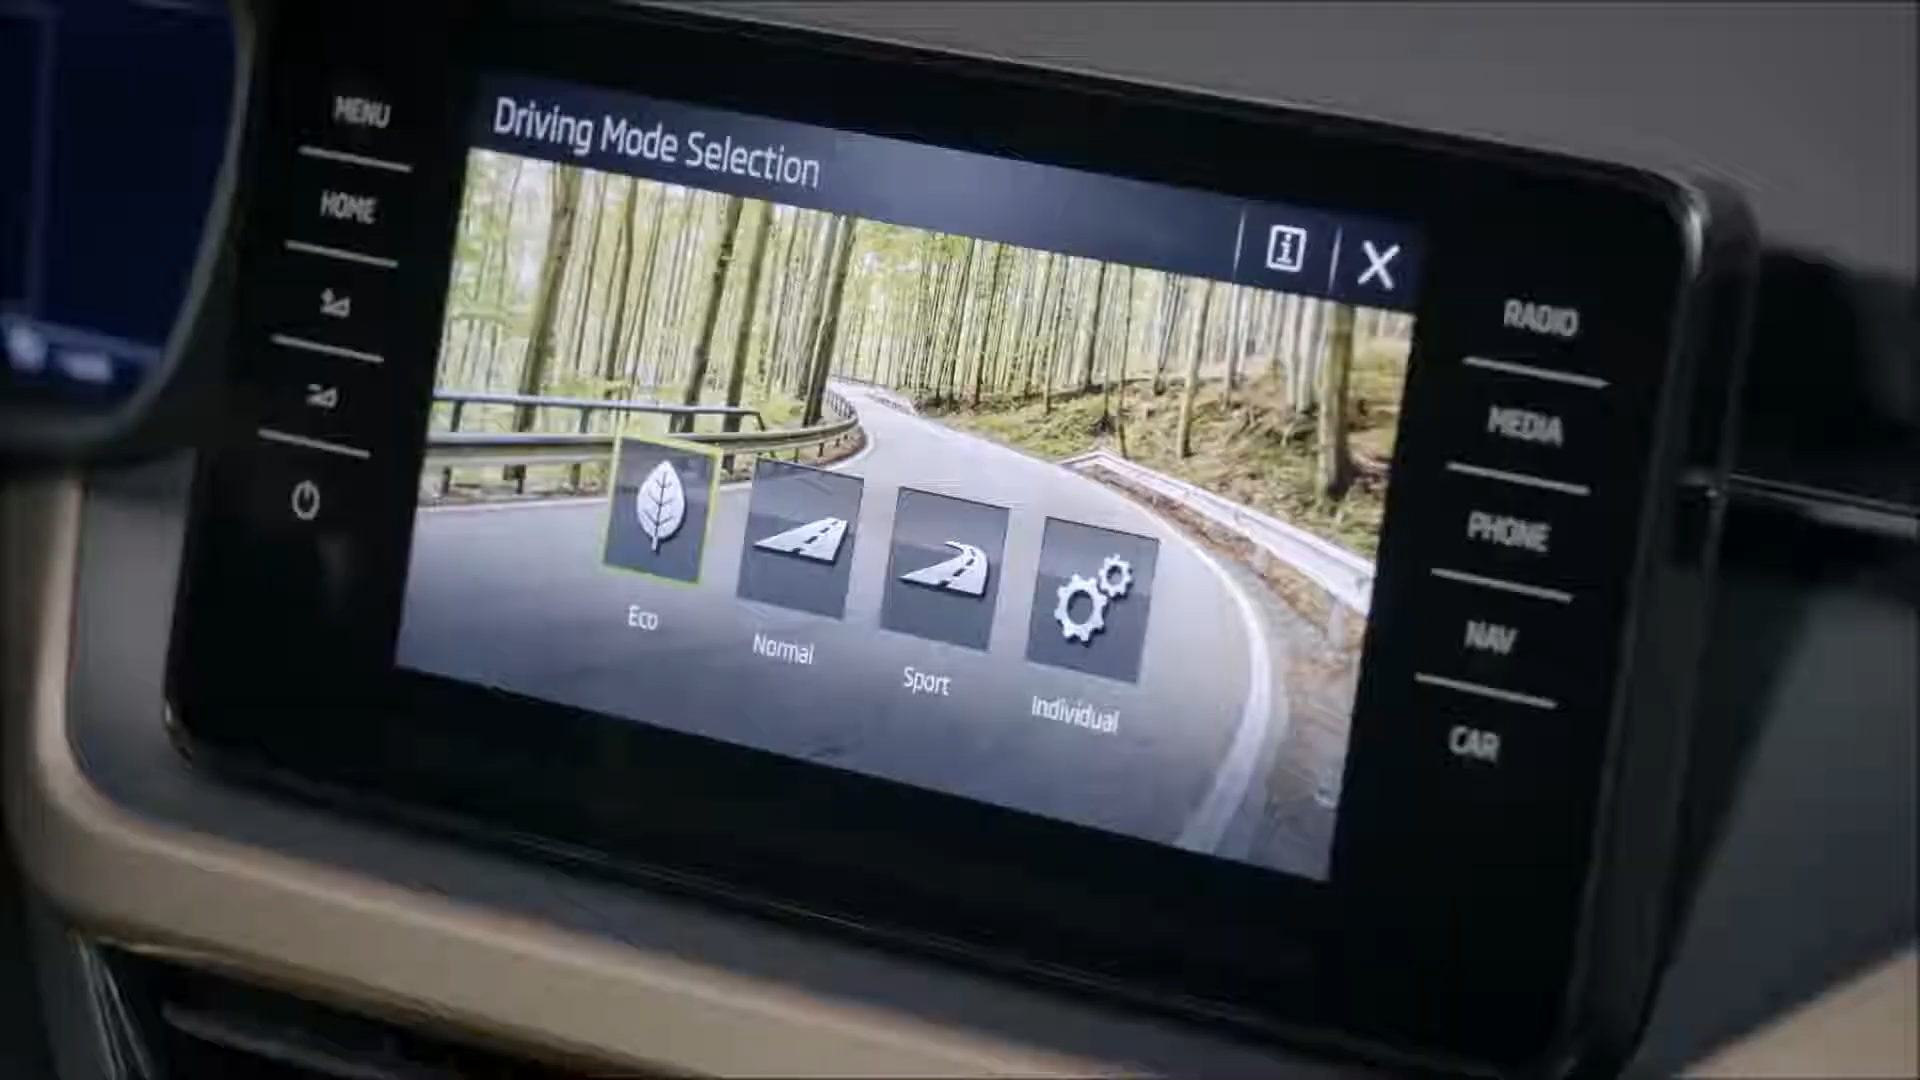 Driving Mode Selection
MENU
HOME
Eco
Normal
Sport
Individual
RADIO
MEDIA
PHONE
NAV
CAR